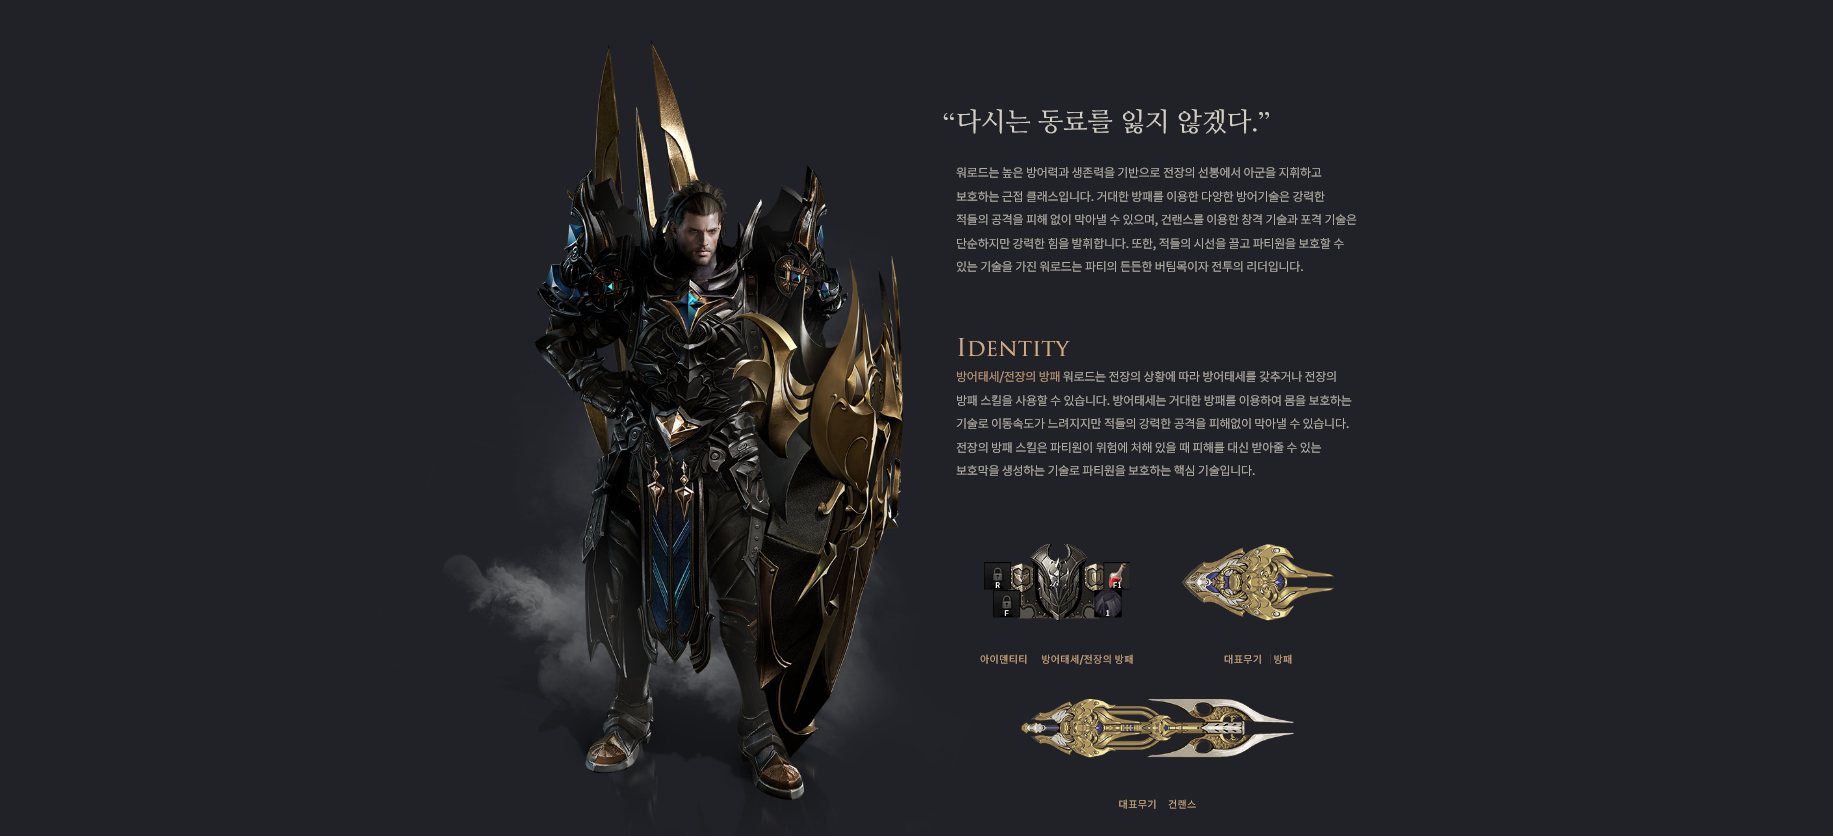 “다시는 동료를 잃지 않겠다.”
워로드는 높은 방어력과 생존력을 기반으로 전장의 선봉에서 아군을 지휘하고
보호하는 근접 클래스입니다. 거대한 방패를 이용한 다양한 방어기술은 강력한
적들의 공격을 피해 없이 막아낼 수 있으며, 건랜스를 이용한 창격 기술과 포격 기술은
단순하지만 강력한 힘을 발휘합니다. 또한, 적들의 시선을 끌고 파티원을 보호할 수
있는 기술을 가진 워로드는 파티의 든든한 버팀목이자 전투의 리더입니다.
IDENTITY
방어태세/전장의 방패 워로드는 전장의 상황에 따라 방어태세를 갖추거나 전장의
방패 스킬을 사용할 수 있습니다. 방어테세는 거대한 방패를 이용하여 몸을 보호하는
기술로 이동속도가 느려지지만 적들의 강력한 공격을 피해없이 막아낼 수 있습니다.
전장의 방패 스킬은 파티원이 위험에 처해 있을 때 피해를 대신 받아줄 수 있는
보호막을 생성하는 기술로 파티원을 보호하는 핵심 기술입니다.
R F1
F 1
아이덴티티 방어태세/전장의 방패
대표무기 방패
대표무기 건랜스